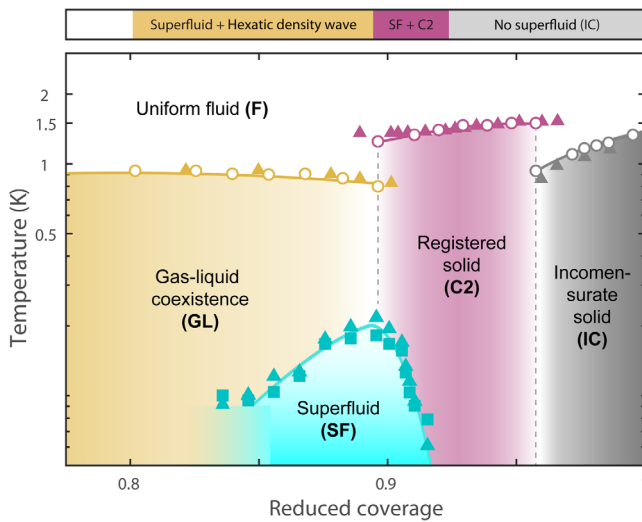 Superfluid + Hexatic density wave
SF + C2
No superfluid (IC)
2
Uniform fluid (F)
1.5
1
0.5
Temperature (K)
Gas-liquid
coexistence
(GL)
Registered
solid
(C2)
Incomen-
surate
solid
(IC)
Superfluid
(SF)
0.8
0.9
Reduced coverage